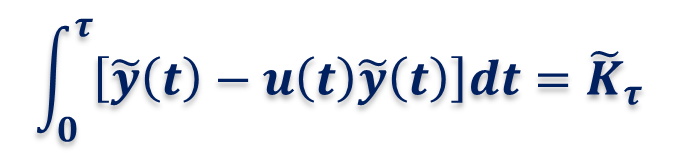 ∫₀^τ [ỹ(t) − u(t)ỹ(t)]dt = K̃_τ